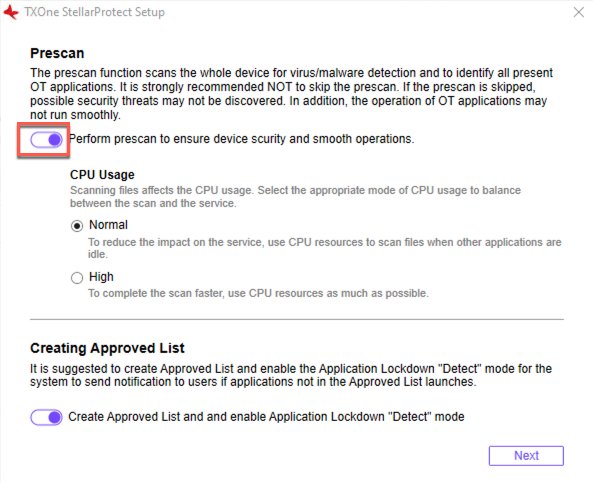 TXOne StellarProtect Setup
Prescan
The prescan function scans the whole device for virus/malware detection and to identify all present
OT applications. It is strongly recommended NOT to skip the prescan. If the prescan is skipped,
possible security threats may not be discovered. In addition, the operation of OT applications may
not run smoothly.
Perform prescan to ensure device scurity and smooth operations.
CPU Usage
Scanning files affects the CPU usage. Select the appropriate mode of CPU usage to balance
between the scan and the service.
Normal
To reduce the impact on the service, use CPU resources to scan files when other applications are
idle.
High
To complete the scan faster, use CPU resources as much as possible.
Creating Approved List
It is suggested to create Approved List and enable the Application Lockdown "Detect" mode for the
system to send notification to users if applications not in the Approved List launches.
Create Approved List and and enable Application Lockdown "Detect" mode
Next